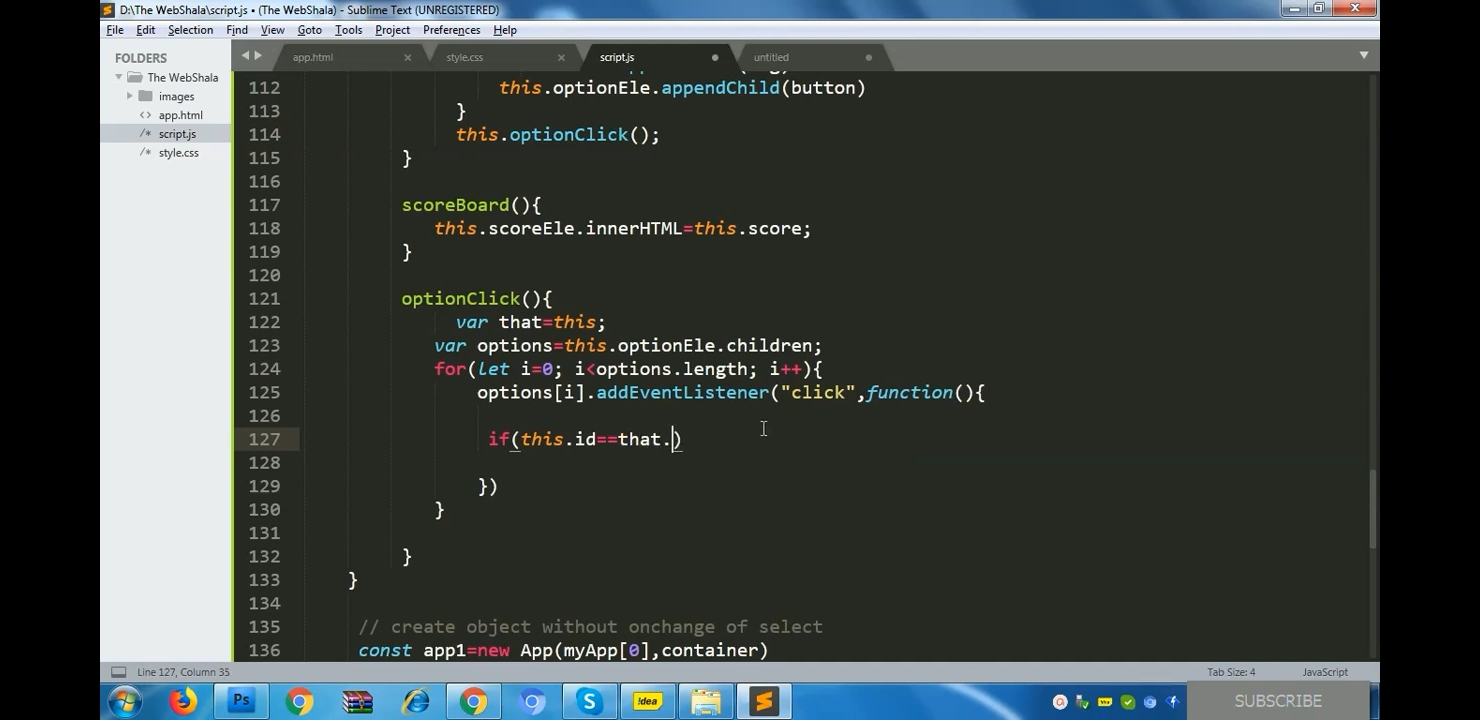 D:\The WebShala\script.js • (The WebShala) - Sublime Text (UNREGISTERED)
File Edit Selection Find View Goto Tools Project Preferences Help
FOLDERS
The WebShala
images
<> app.html
/* script.js
/* style.css
app.html × style.css × script.js untitled
112 this.optionEle.appendChild(button)
113 }
114 this.optionClick();
115 }
116
117 scoreBoard(){
118 this.scoreEle.innerHTML=this.score;
119 }
120
121 optionClick(){
122 var that=this;
123 var options=this.optionEle.children;
124 for(let i=0; i<options.length; i++){
125 options[i].addEventListener("click",function(){
126
127 if(this.id==that.)
128
129 })
130 }
131
132 }
133 }
134
135 // create object without onchange of select
136 const app1=new App(myApp[0],container)
Line 127, Column 35 Tab Size: 4 JavaScript
Ps !dea
SUBSCRIBE